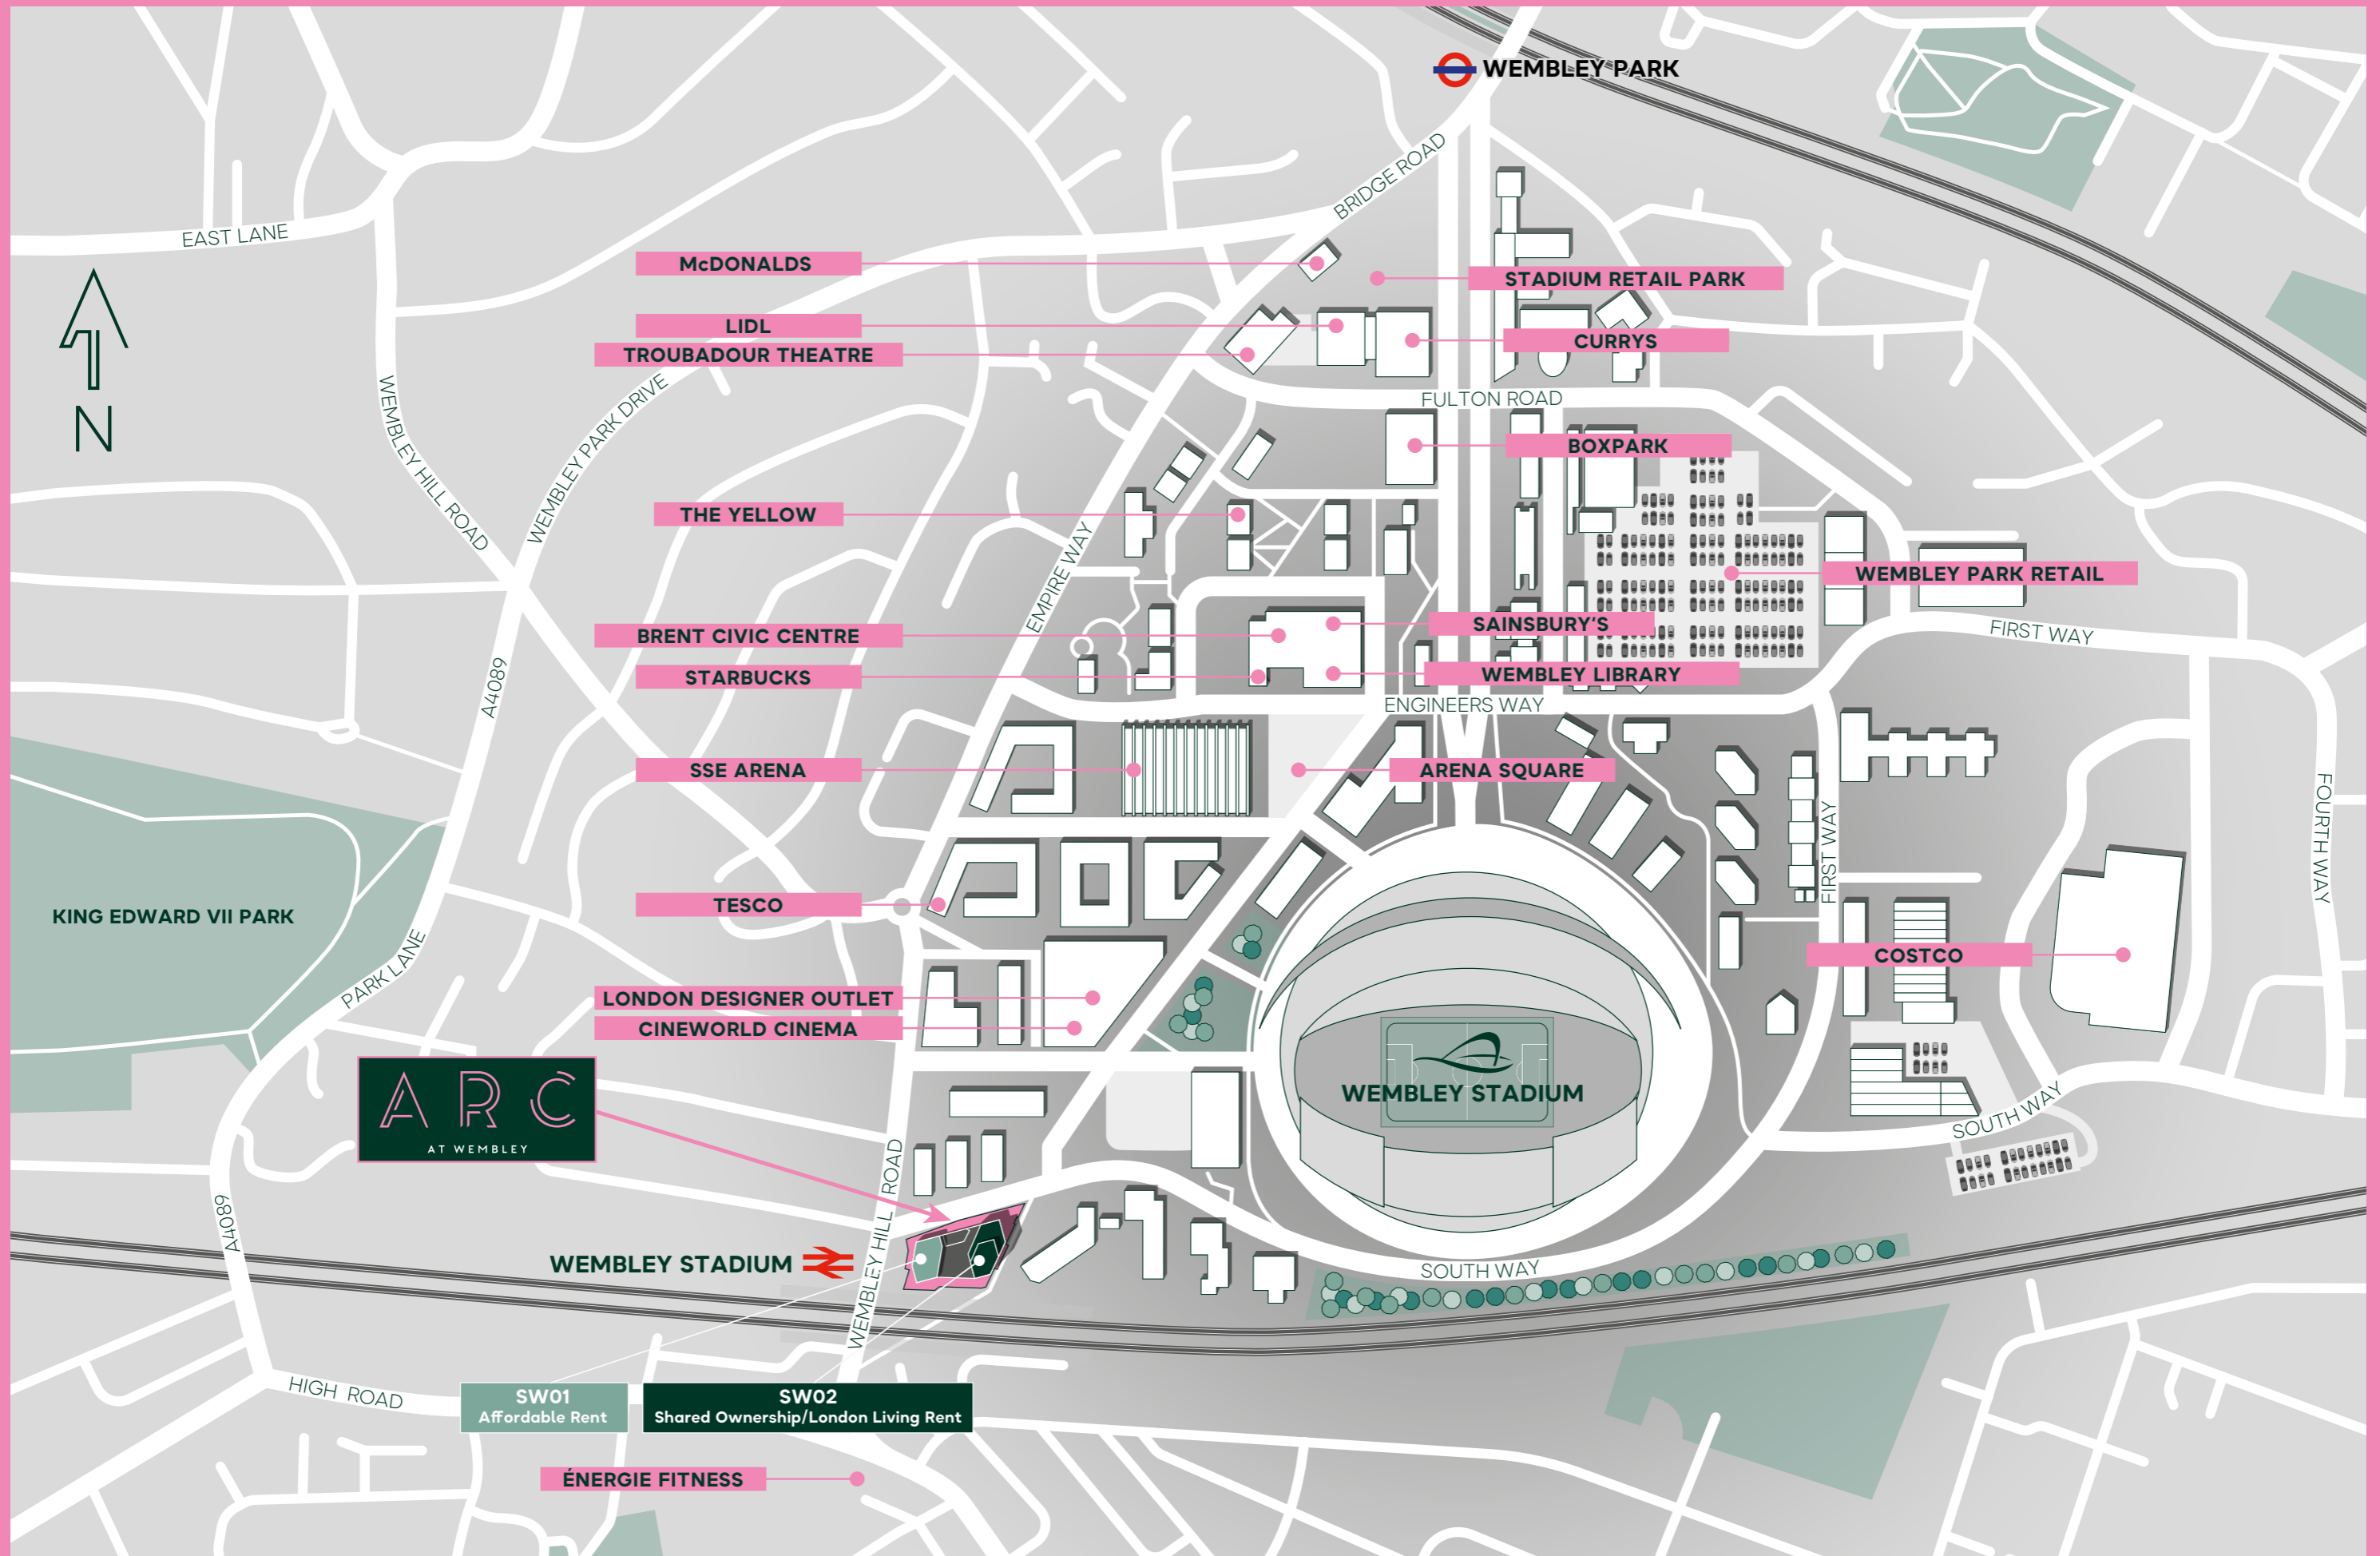 WEMBLEY PARK
BRIDGE ROAD
EAST LANE
McDONALDS
STADIUM RETAIL PARK
LIDL
CURRYS
TROUBADOUR THEATRE
N
WEMBLEY HILL ROAD
WEMBLEY PARK DRIVE
FULTON ROAD
BOXPARK
THE YELLOW
EMPIRE WAY
WEMBLEY PARK RETAIL
BRENT CIVIC CENTRE
SAINSBURY'S
FIRST WAY
STARBUCKS
WEMBLEY LIBRARY
A4089
ENGINEERS WAY
SSE ARENA
ARENA SQUARE
FIRST WAY
FOURTH WAY
TESCO
KING EDWARD VII PARK
PARK LANE
COSTCO
LONDON DESIGNER OUTLET
CINEWORLD CINEMA
ARC
AT WEMBLEY
WEMBLEY STADIUM
SOUTH WAY
WEMBLEY HILL ROAD
A4089
WEMBLEY STADIUM
SOUTH WAY
WEMBLEY HILL ROAD
HIGH ROAD
SW01
Affordable Rent
SW02
Shared Ownership/London Living Rent
ÉNERGIE FITNESS